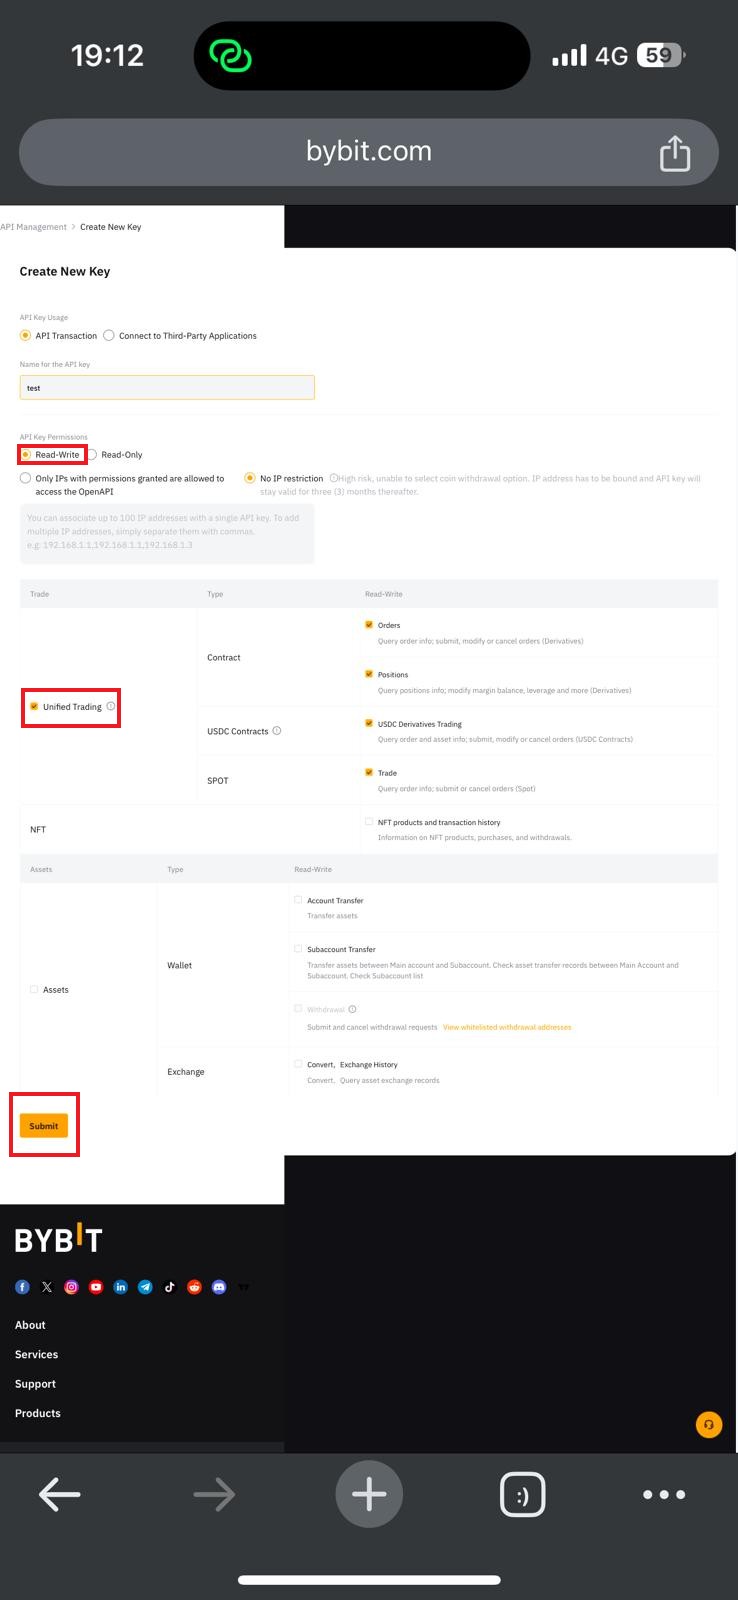 19:12
4G 59
bybit.com
API Management > Create New Key
Create New Key
API Key Usage
API Transaction Connect to Third-Party Applications
Name for the API key
test
API Key Permissions
Read-Write Read-Only
Only IPs with permissions granted are allowed to
access the OpenAPI
No IP restriction High risk, unable to select coin withdrawal option. IP address has to be bound and API key will
stay valid for three (3) months thereafter.
You can associate up to 100 IP addresses with a single API key. To add
multiple IP addresses, simply separate them with commas.
e.g: 192.168.1.1,192.168.1.1,192.168.1.3
Trade Type Read-Write
Unified Trading
Contract
Orders
Query order info; submit, modify or cancel orders (Derivatives)
Positions
Query positions info; modify margin balance, leverage and more (Derivatives)
USDC Contracts
USDC Derivatives Trading
Query order and asset info; submit, modify or cancel orders (USDC Contracts)
SPOT
Trade
Query order info; submit or cancel orders (Spot)
NFT
NFT products and transaction history
Information on NFT products, purchases, and withdrawals.
Assets Type Read-Write
Assets
Wallet
Account Transfer
Transfer assets
Subaccount Transfer
Transfer assets between Main account and Subaccount. Check asset transfer records between Main Account and
Subaccount. Check Subaccount list
Withdrawal
Submit and cancel withdrawal requests View whitelisted withdrawal addresses
Exchange
Convert, Exchange History
Convert, Query asset exchange records
Submit
BYBIT
About
Services
Support
Products
:)